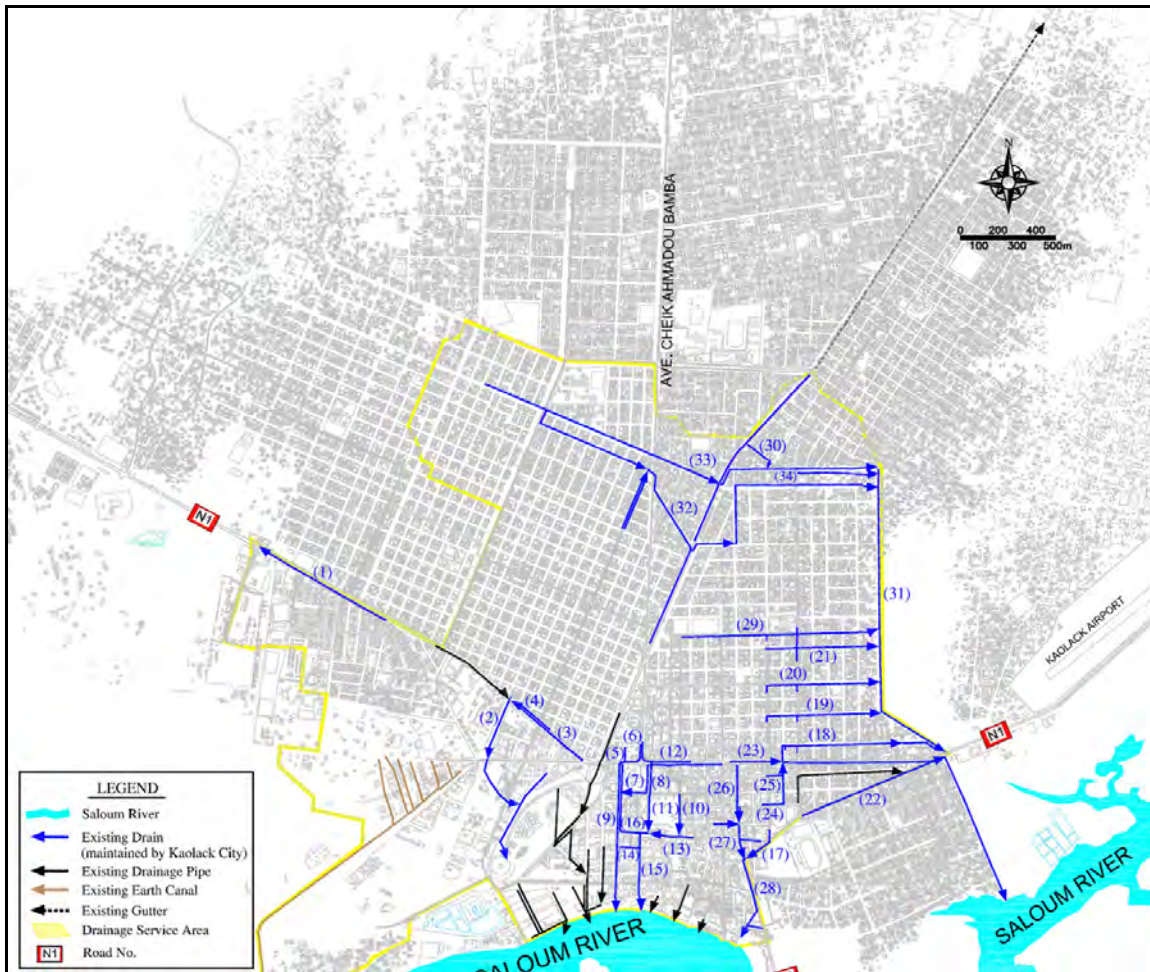 N
0 200 400
100 300 500m
AVE. CHEIK AHMADOU BAMBA
(30)
(33)
(34)
(32)
N1
(1)
(31)
KAOLACK AIRPORT
(29)
(21)
(20)
(4)
(2)
(3)
(19)
(6)
(18)
N1
(5)
(12)
(23)
(7)
(8)
(26)
(25)
(22)
(9)
(11)
(10)
(24)
(16)
(13)
(27)
(14)
(15)
(17)
(28)
SALOUM RIVER
SALOUM RIVER
LEGEND
Saloum River
Existing Drain
(maintained by Kaolack City)
Existing Drainage Pipe
Existing Earth Canal
Existing Gutter
Drainage Service Area
N1 Road No.